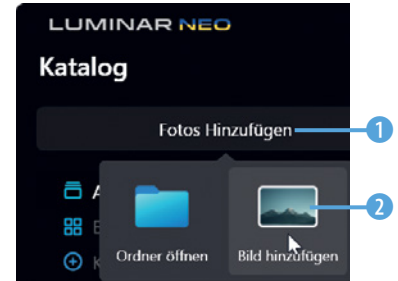 LUMINAR NEO
Katalog
Fotos Hinzufügen 1
2
Ordner öffnen Bild hinzufügen